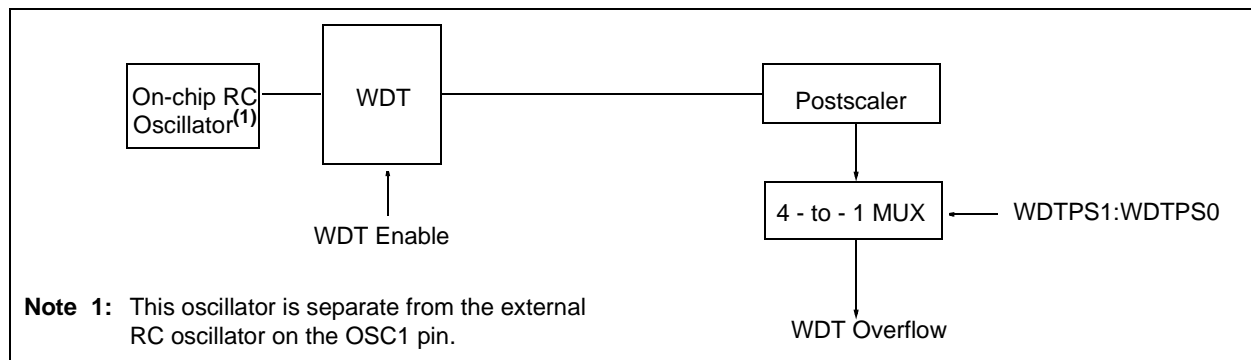 On-chip RC
Oscillator(1)
WDT
Postscaler
4 - to - 1 MUX
WDTPS1:WDTPS0
WDT Enable
WDT Overflow
Note 1: This oscillator is separate from the external
RC oscillator on the OSC1 pin.